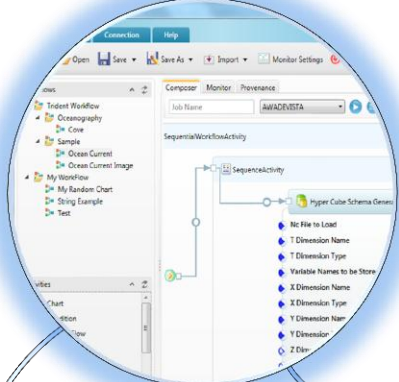 Connection Help
Open Save Save As Import Monitor Settings
Composer Monitor Provenance
Job Name AWADEVISTA
Trident Workflow
Oceanography
Cove
Sample
Ocean Current
Ocean Current Image
My WorkFlow
My Random Chart
String Example
Test
SequentialWorkflowActivity
SequenceActivity
Hyper Cube Schema Gener
Nc File to Load
T Dimension Name
T Dimension Type
Variable Names to be Store
X Dimension Name
X Dimension Type
Y Dimension Nam
Y Dimension
Z Dim
Chart